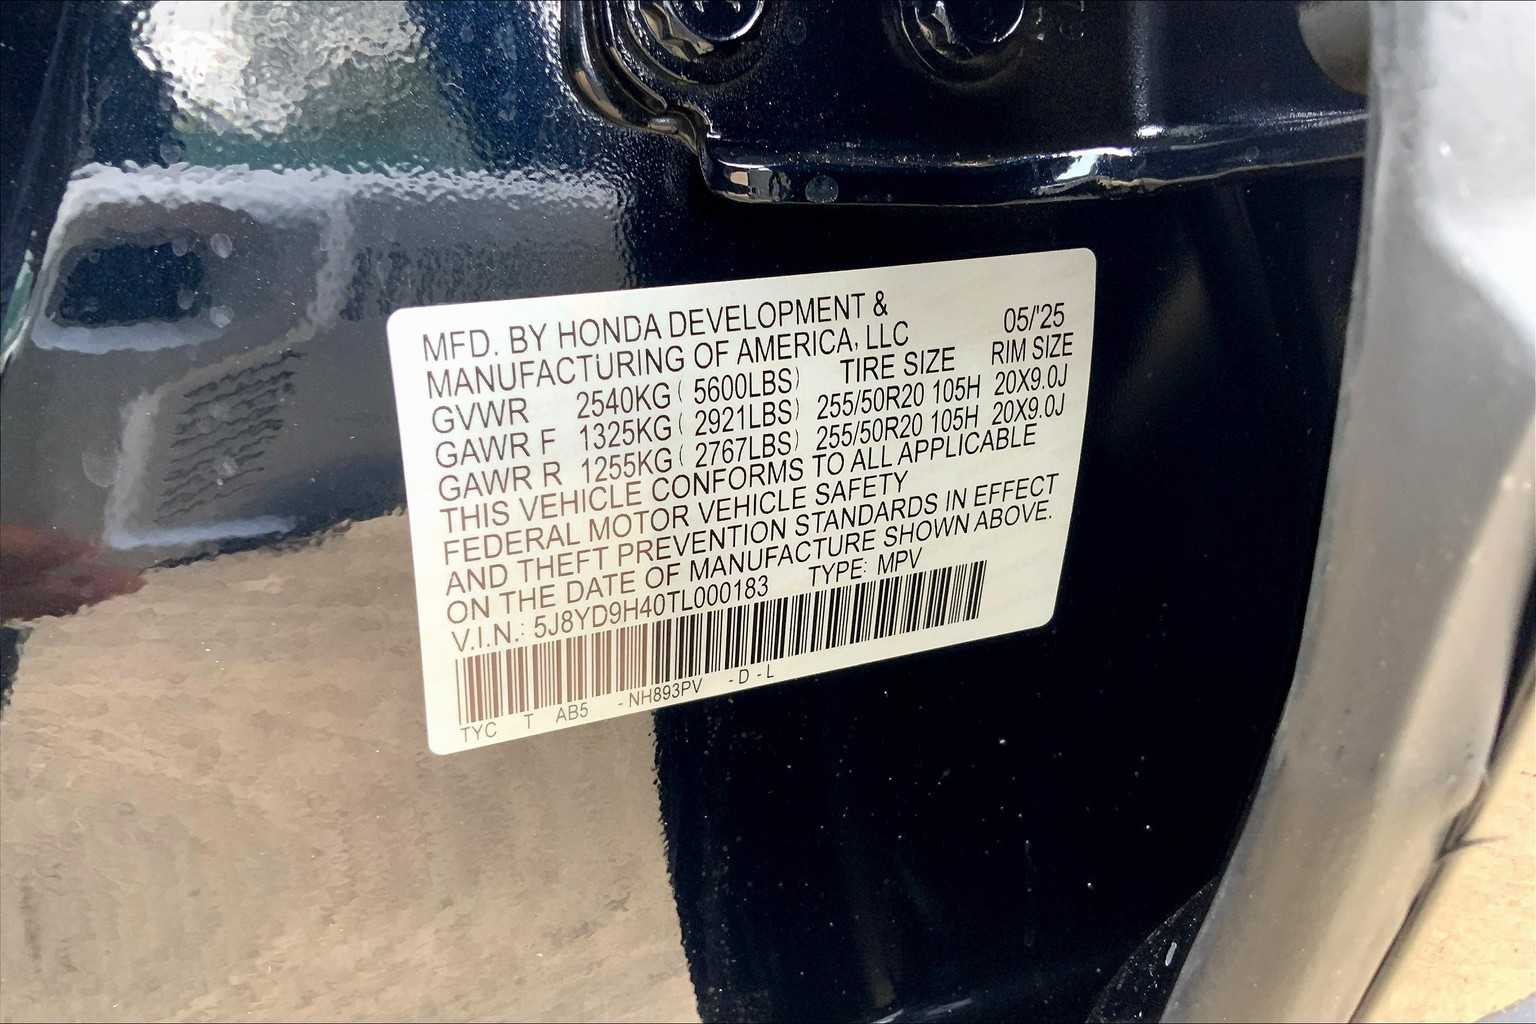 MFD. BY HONDA DEVELOPMENT &
MANUFACTURING OF AMERICA, LLC 05/'25
GVWR 2540KG ( 5600LBS) TIRE SIZE RIM SIZE
GAWR F 1325KG ( 2921LBS) 255/50R20 105H 20X9.0J
GAWR R 1255KG ( 2767LBS) 255/50R20 105H 20X9.0J
THIS VEHICLE CONFORMS TO ALL APPLICABLE
FEDERAL MOTOR VEHICLE SAFETY
AND THEFT PREVENTION STANDARDS IN EFFECT
ON THE DATE OF MANUFACTURE SHOWN ABOVE.
V.I.N.: 5J8YD9H40TL000183 TYPE: MPV
TYC T AB5 -NH893PV -D -L